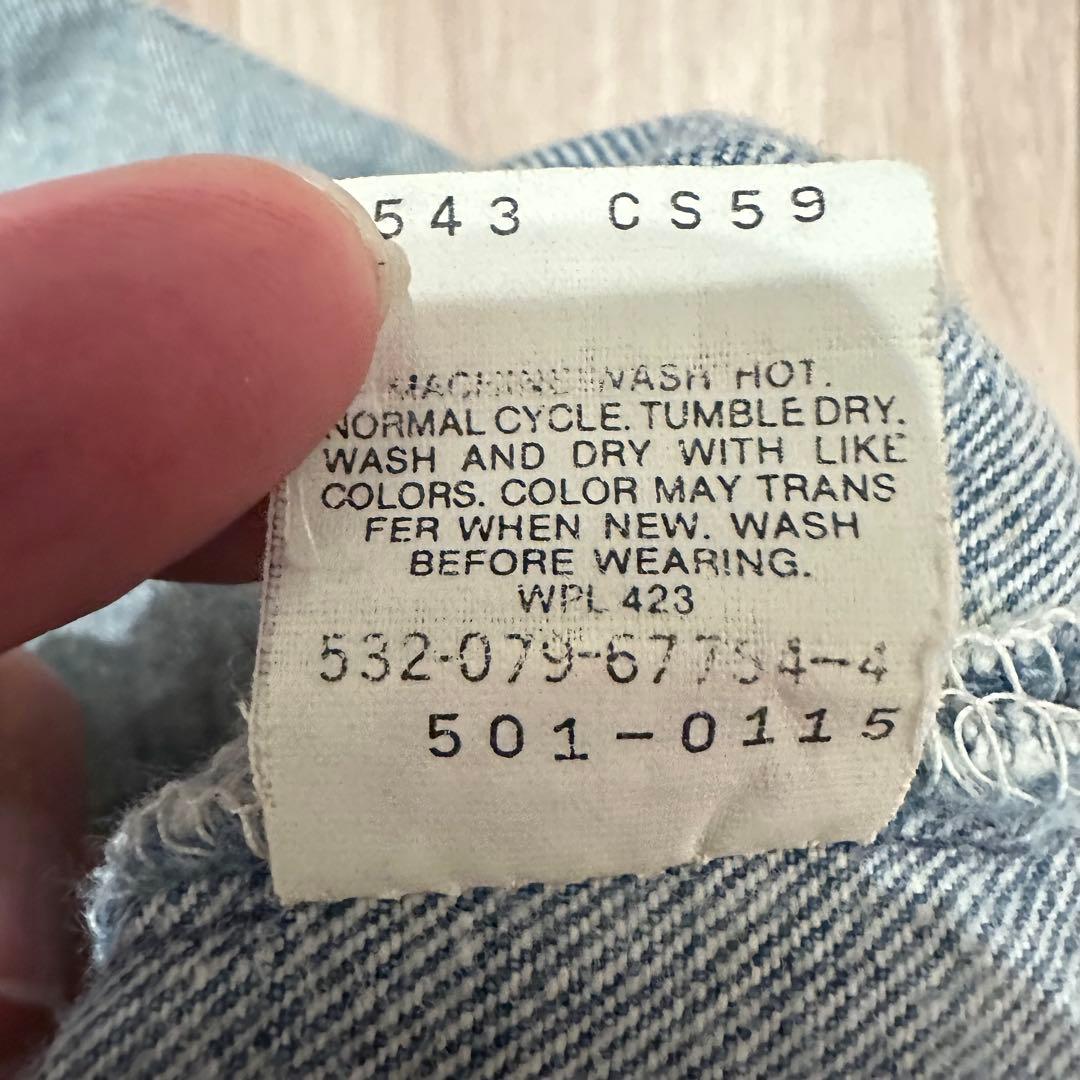 543 CS59
MACHINE WASH HOT.
NORMAL CYCLE. TUMBLE DRY.
WASH AND DRY WITH LIKE
COLORS. COLOR MAY TRANS
FER WHEN NEW. WASH
BEFORE WEARING.
WPL 423
532-079-67754-4
501-0115